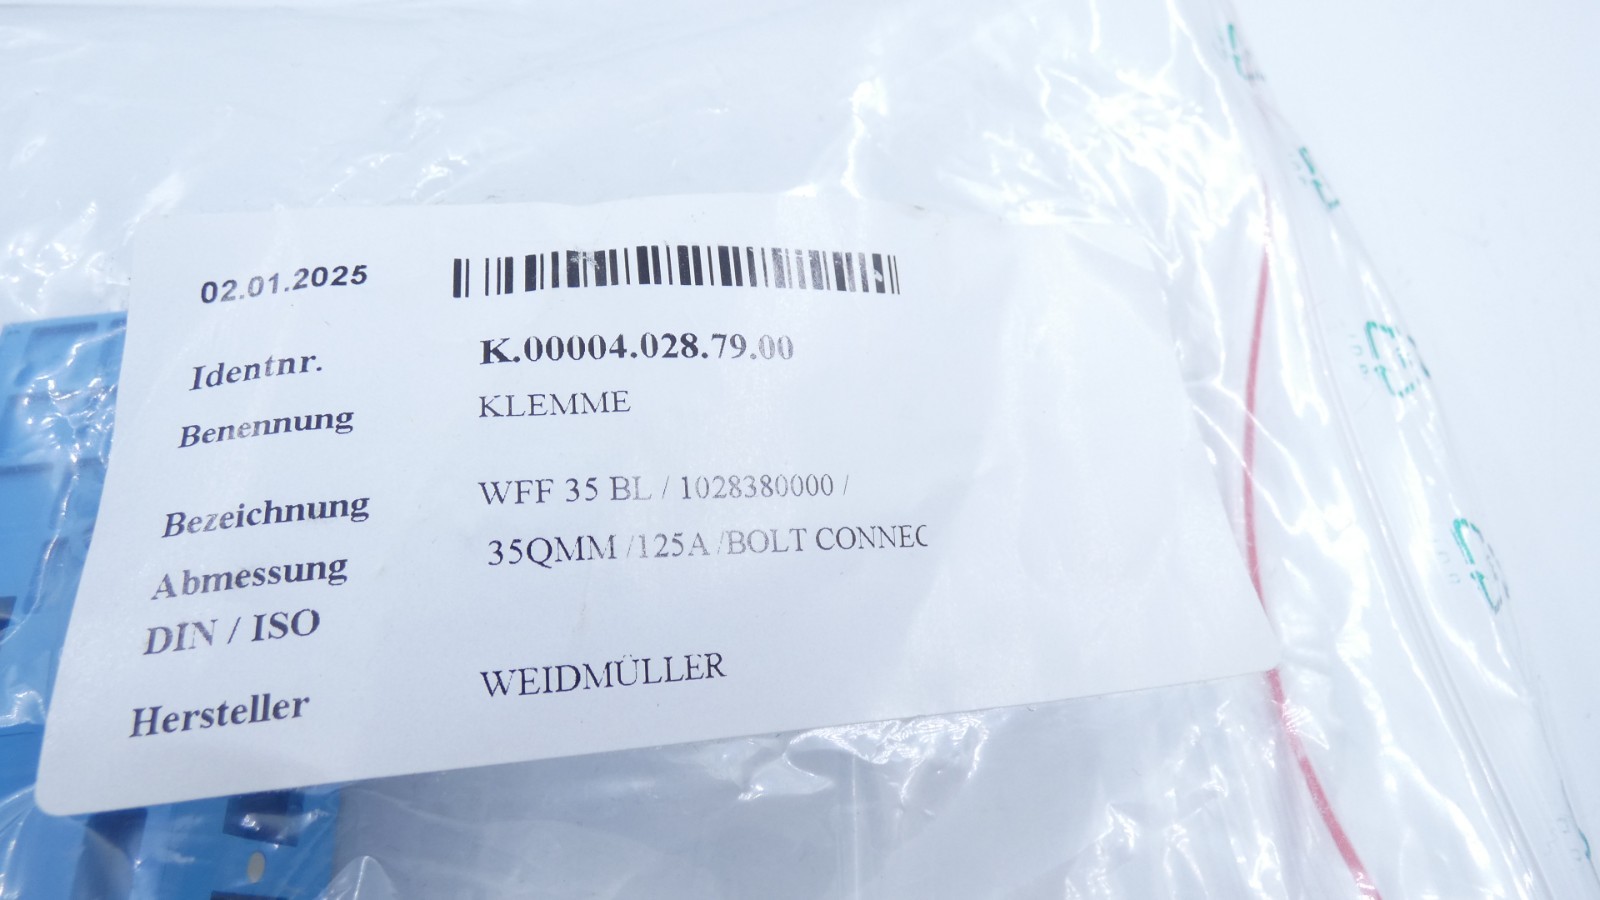 02.01.2025
Identnr. K.00004.028.79.00
Benennung KLEMME
Bezeichnung WFF 35 BL / 1028380000 /
Abmessung 35QMM /125A /BOLT CONNEC
DIN / ISO
Hersteller WEIDMÜLLER